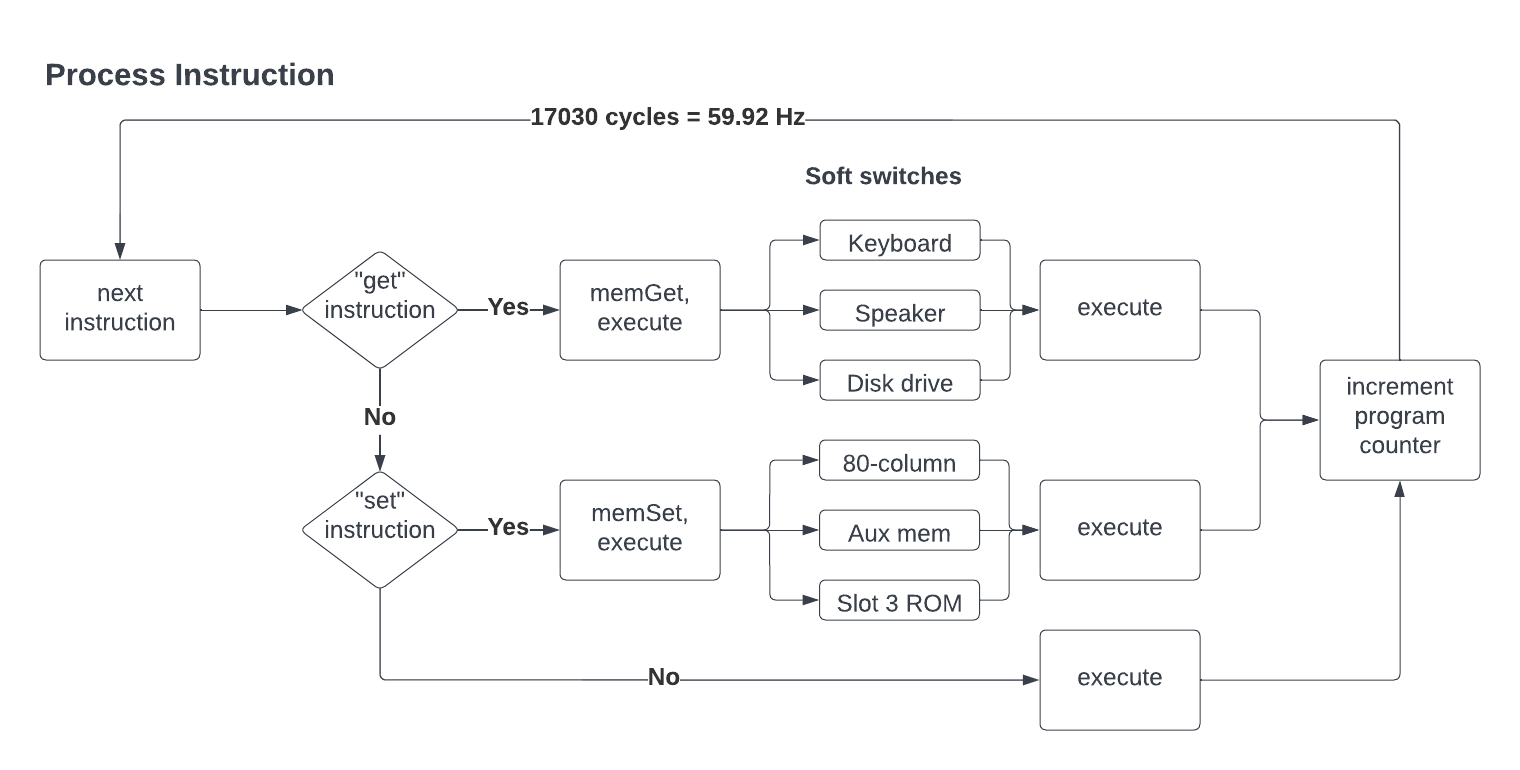 Process Instruction
17030 cycles = 59.92 Hz
Soft switches
next
instruction
"get"
instruction
Yes
memGet,
execute
Keyboard
Speaker
Disk drive
execute
increment
program
counter
No
"set"
instruction
Yes
memSet,
execute
80-column
Aux mem
Slot 3 ROM
execute
No
execute